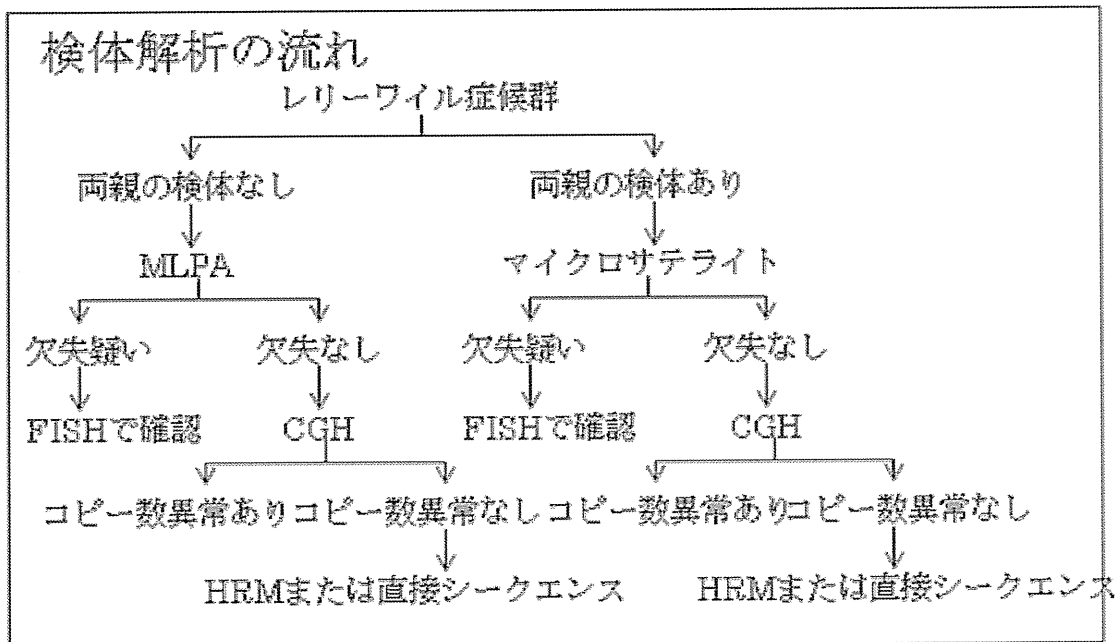 検体解析の流れ
レリーワイル症候群
両親の検体なし 両親の検体あり
MLPA マイクロサテライト
欠失疑い 欠失なし 欠失疑い 欠失なし
FISHで確認 CGH FISHで確認 CGH
コピー数異常あり コピー数異常なし コピー数異常あり コピー数異常なし
HRMまたは直接シークエンス HRMまたは直接シークエンス